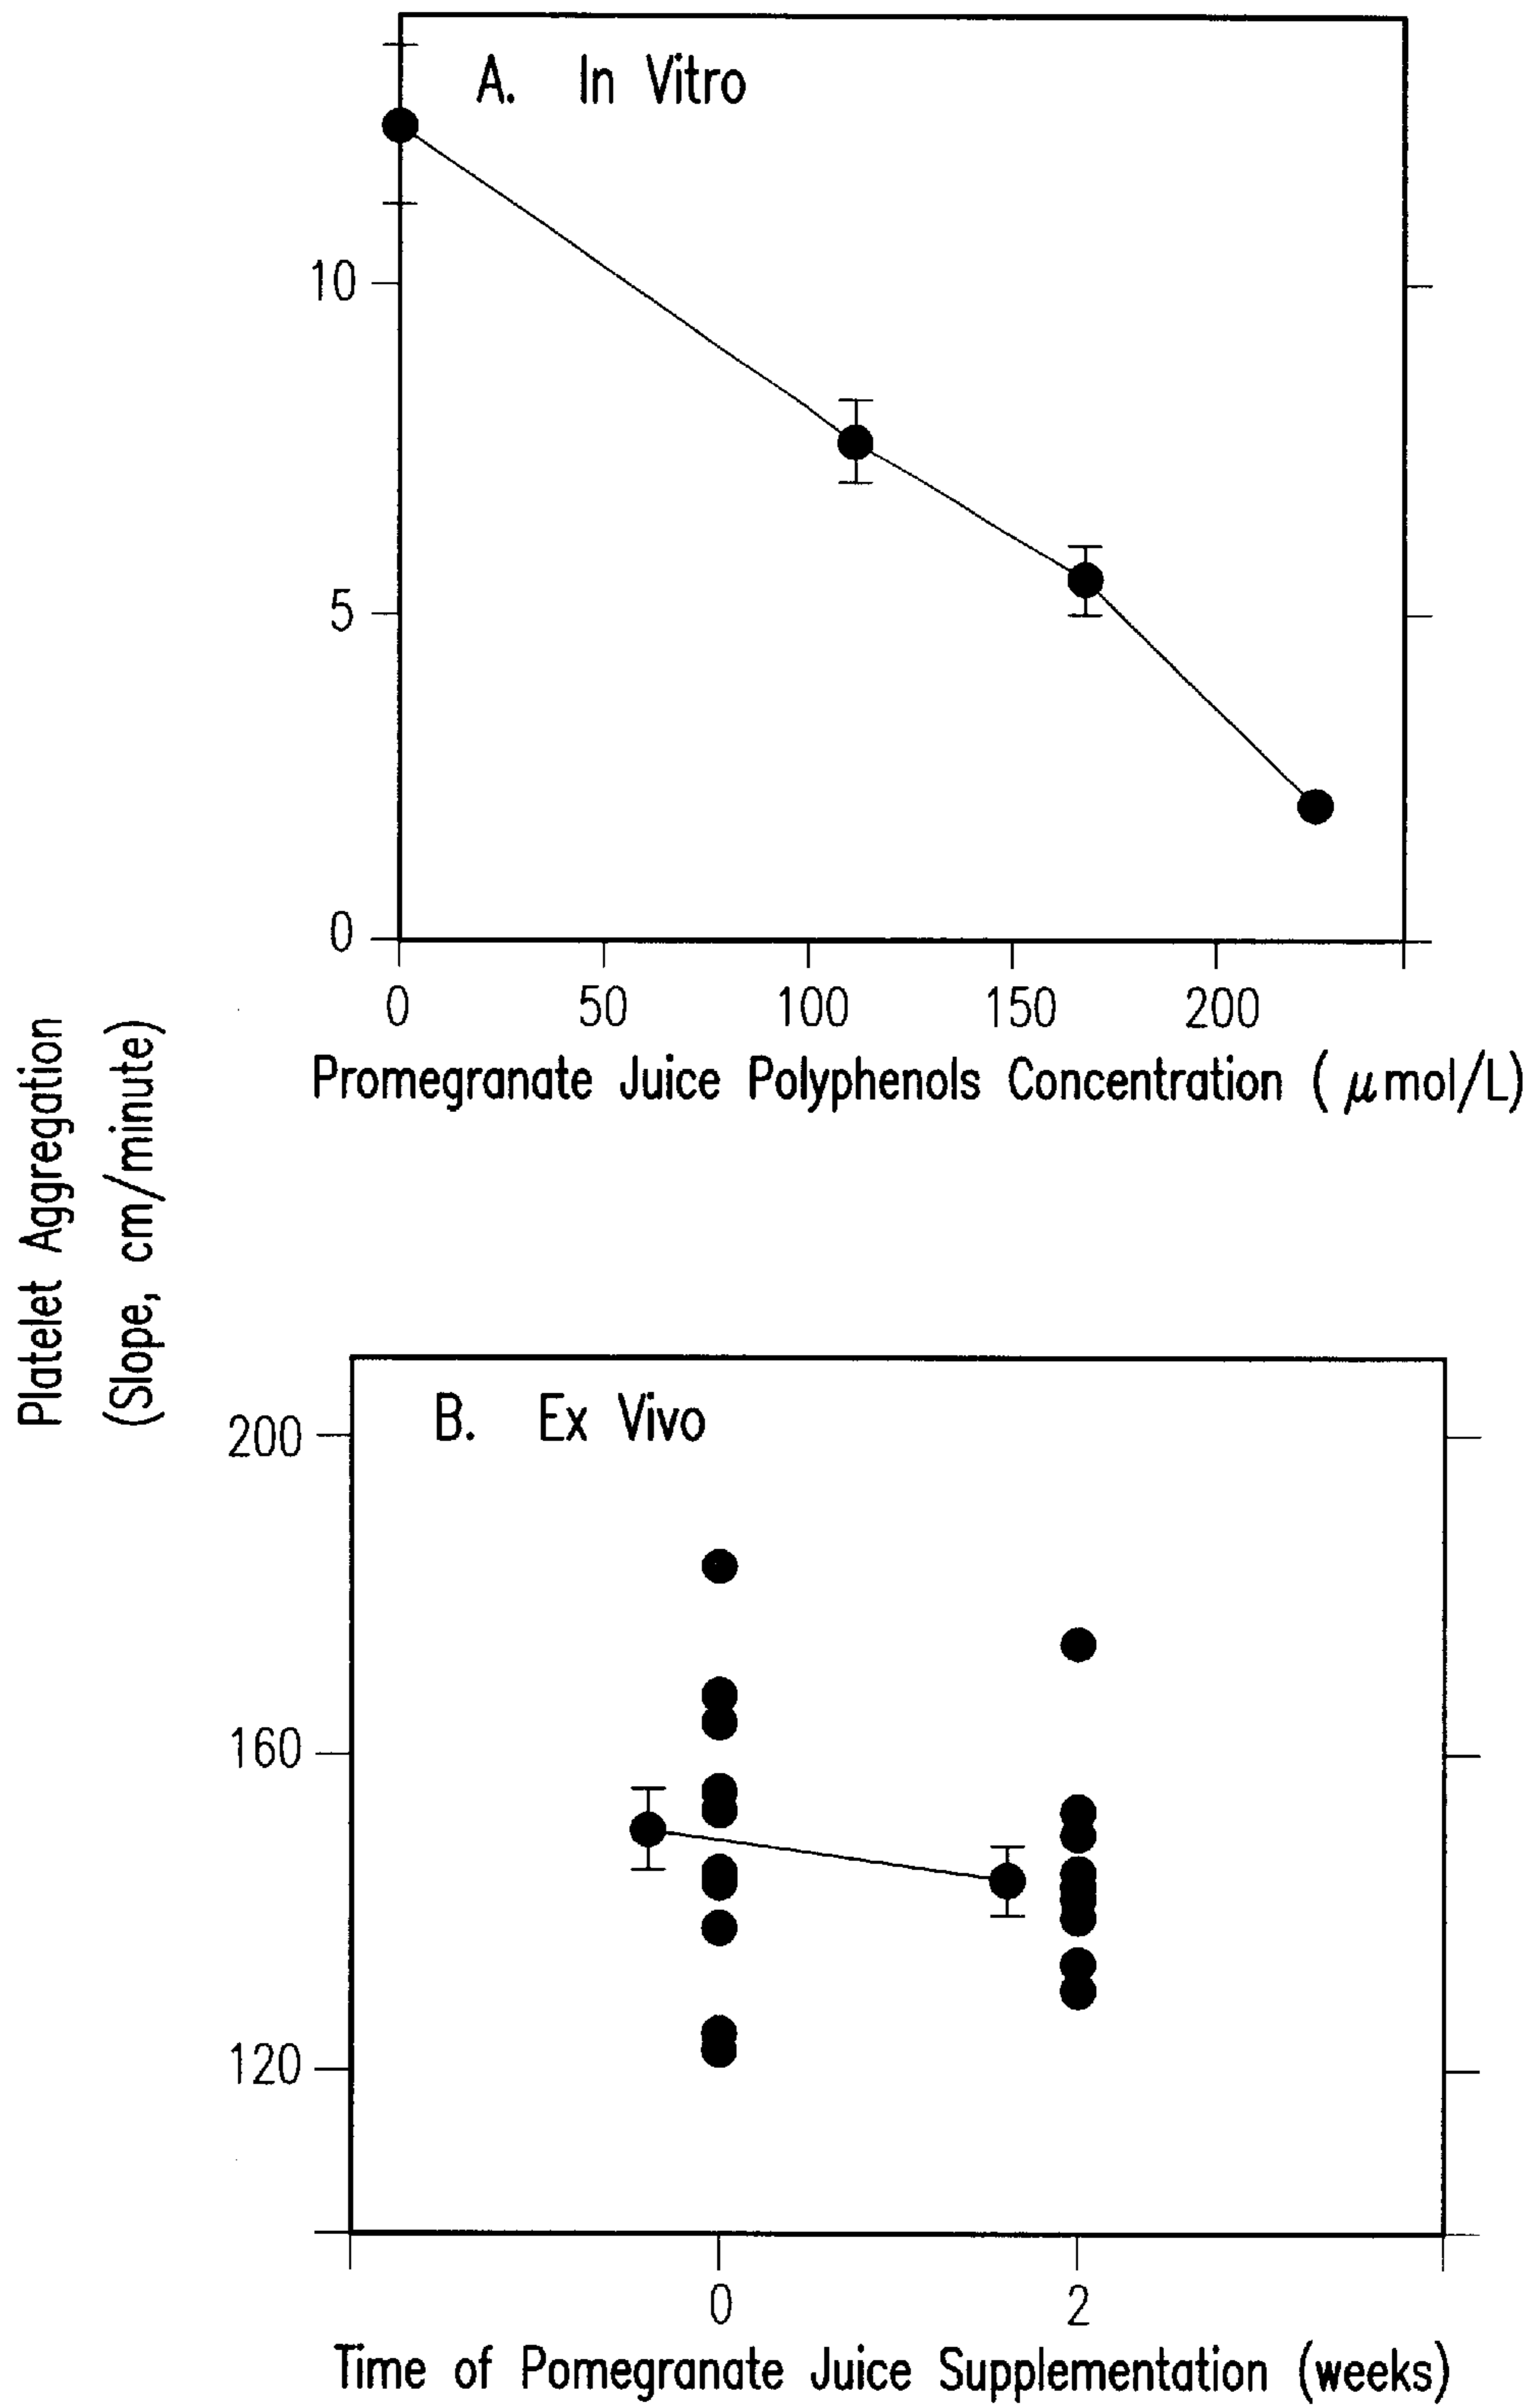 A. In Vitro
10
5
0
0 50 100 150 200
Promegranate Juice Polyphenols Concentration ( μmol/L)
Platelet Aggregation
(Slope, cm/minute)
B. Ex Vivo
200
160
120
0 2
Time of Pomegranate Juice Supplementation (weeks)